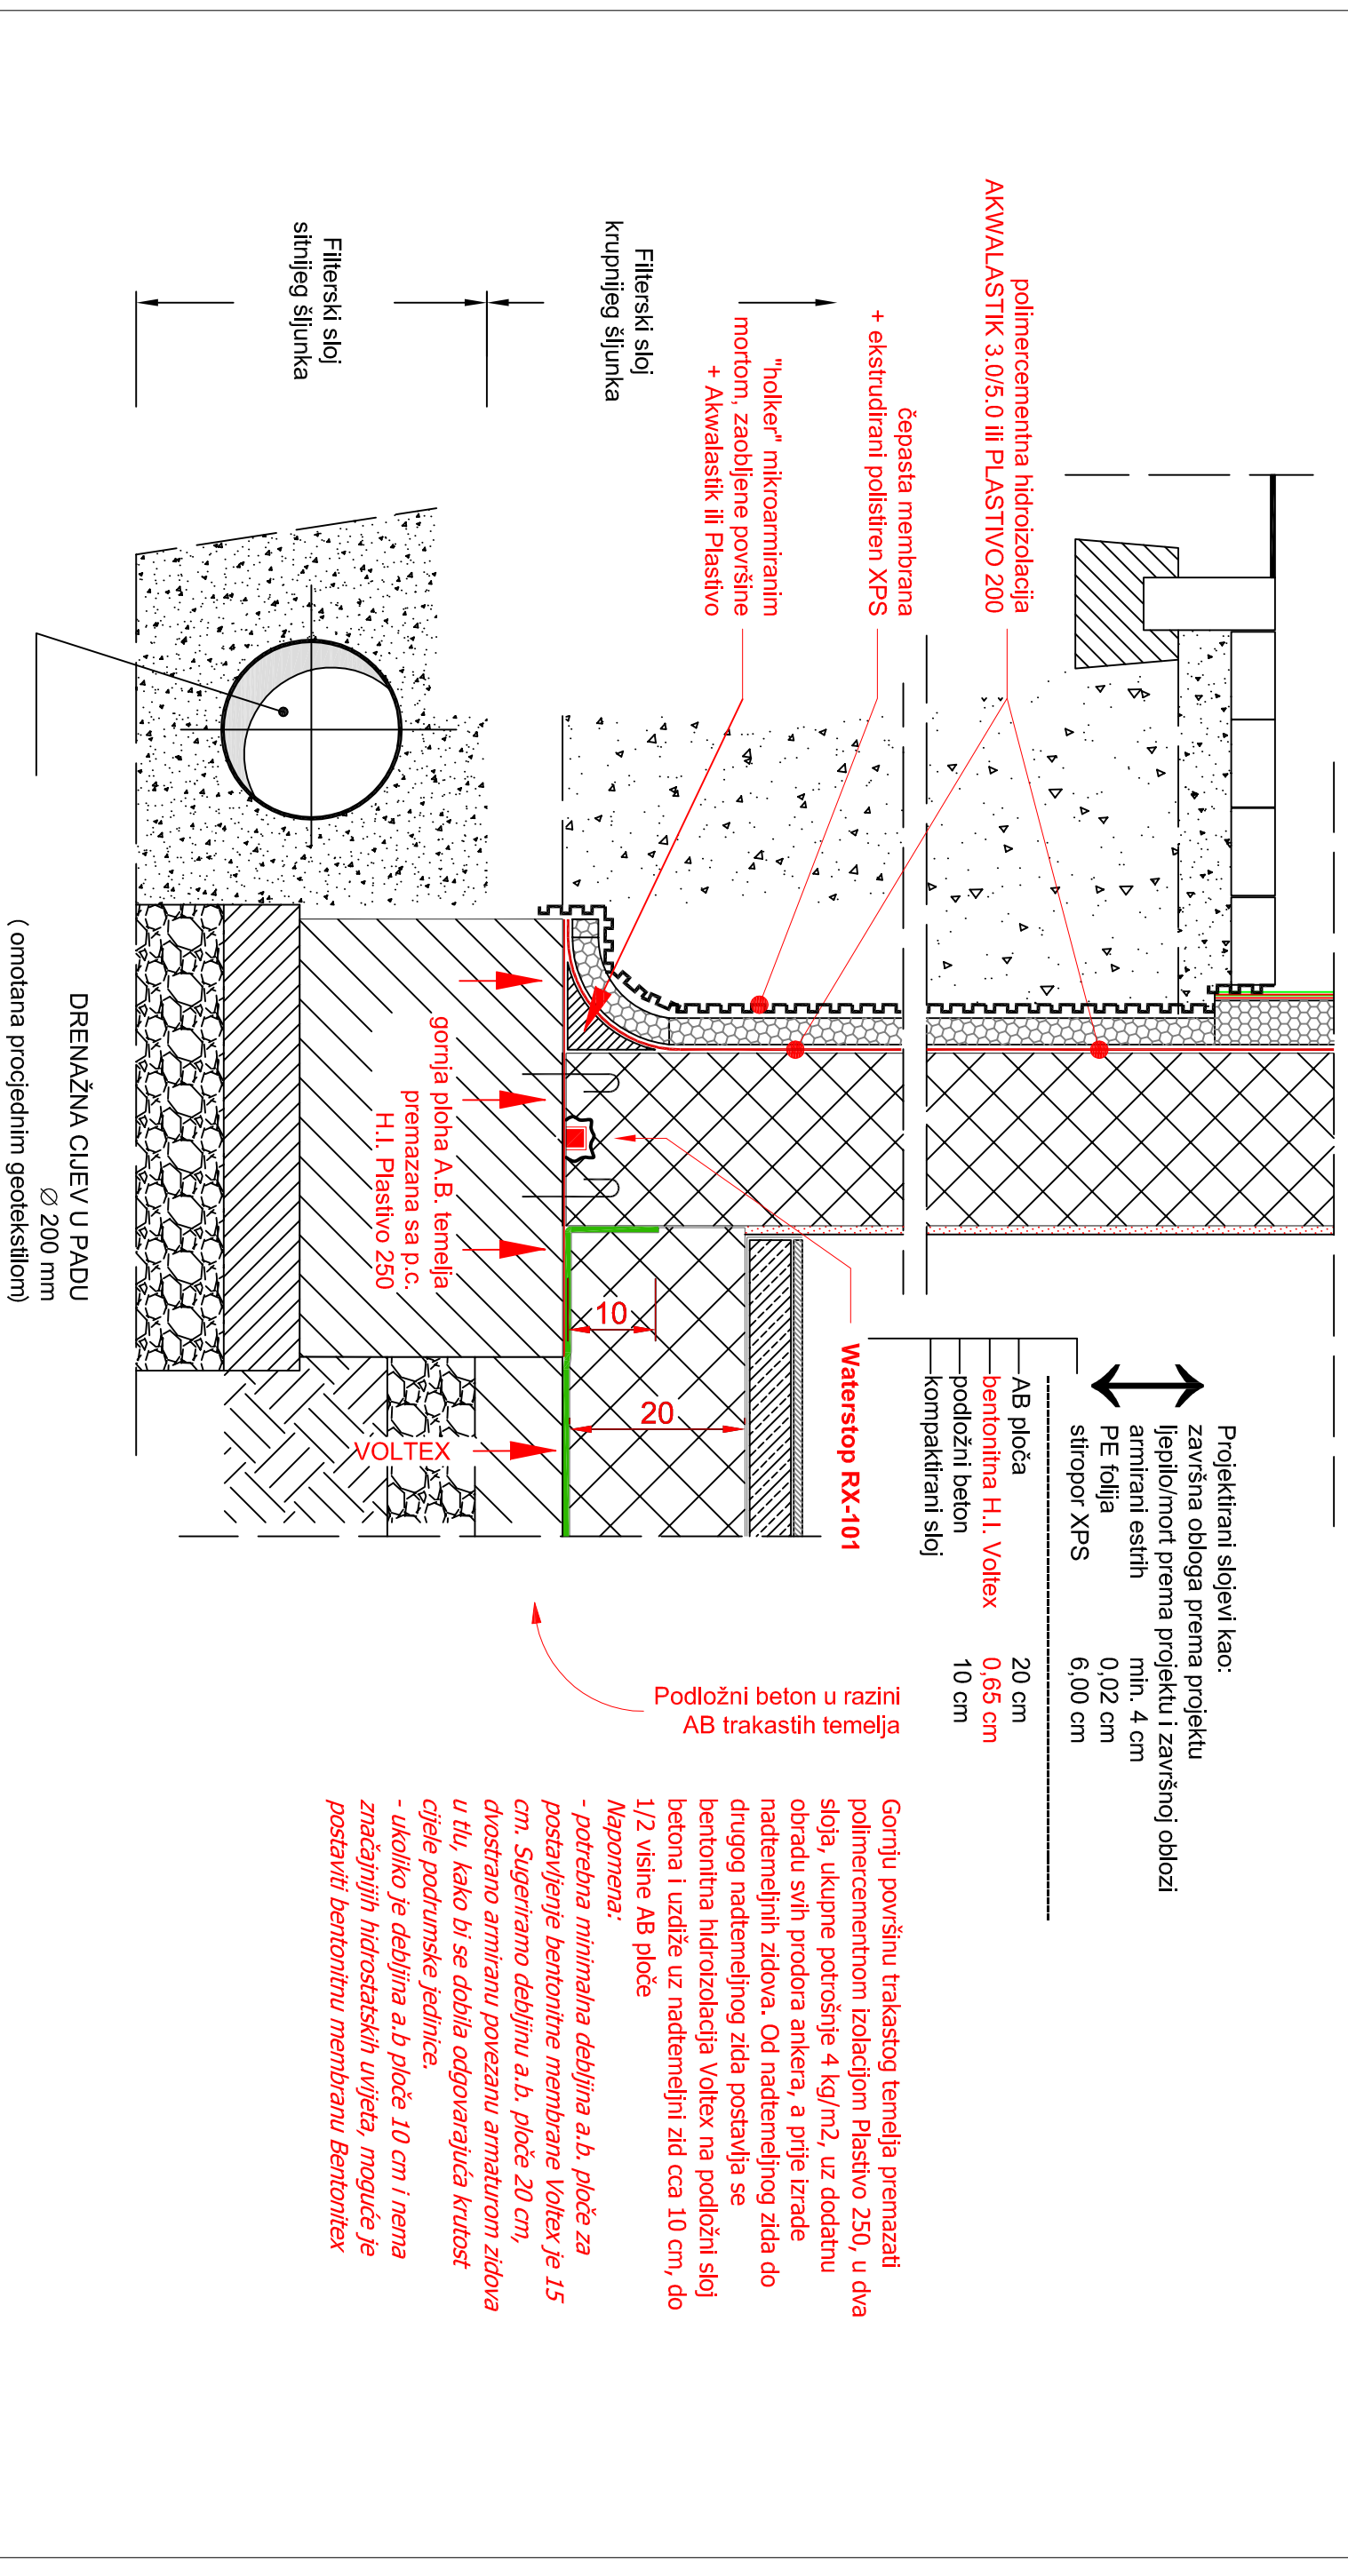 polimercementna hidroizolacija
AKWALASTIK 3.0/5.0 ili PLASTIVO 200
čepasta membrana
+ ekstrudirani polistiren XPS
"holker" mikroarmiranim
mortom, zaobljene površine
+ Akwalastik ili Plastivo
Filterski sloj
krupnijeg šljunka
Filterski sloj
sitnijeg šljunka
DRENAŽNA CIJEV U PADU
Ø 200 mm
( omotana procjednim geotekstilom)
gornja ploha A.B. temelja
premazana sa p.c.
H.I. Plastivo 250
10
20
VOLTEX
Waterstop RX-101
Projektirani slojevi kao:
završna obloga prema projektu
ljepilo/mort prema projektu i završnoj oblozi
armirani estrih min. 4 cm
PE folija 0,02 cm
stiropor XPS 6,00 cm
AB ploča 20 cm
bentonitna H.I. Voltex 0,65 cm
podložni beton 10 cm
kompaktirani sloj
Podložni beton u razini
AB trakastih temelja
Gornju površinu trakastog temelja premazati
polimercementnom izolacijom Plastivo 250, u dva
sloja, ukupne potrošnje 4 kg/m2, uz dodatnu
obradu svih prodora ankera, a prije izrade
nadtemeljnih zidova. Od nadtemeljnog zida do
drugog nadtemeljnog zida postavlja se
bentonitna hidroizolacija Voltex na podložni sloj
betona i uzdiže uz nadtemeljni zid cca 10 cm, do
1/2 visine AB ploče
Napomena:
- potrebna minimalna debljina a.b. ploče za
postavljenje bentonitne membrane Voltex je 15
cm. Sugeriramo debljinu a.b. ploče 20 cm,
dvostrano armiranu povezanu armaturom zidova
u tlu, kako bi se dobila odgovarajuća krutost
cijele podrumske jedinice.
- ukoliko je debljina a.b ploče 10 cm i nema
značajnijih hidrostatskih uvijeta, moguće je
postaviti bentonitnu membranu Bentonitex